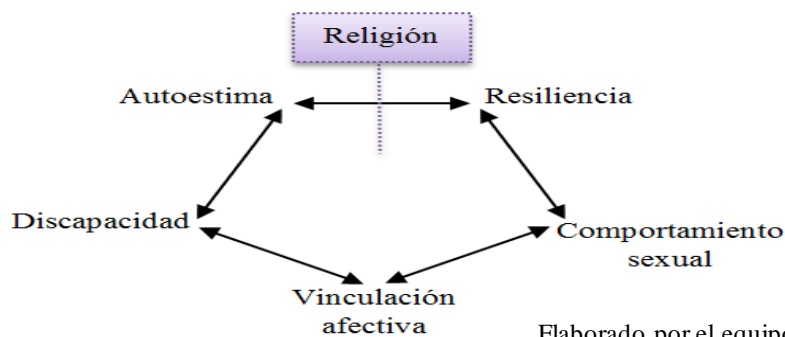 Religión
Autoestima
Resiliencia
Discapacidad
Comportamiento
sexual
Vinculación
afectiva
Elaborado por el equipo